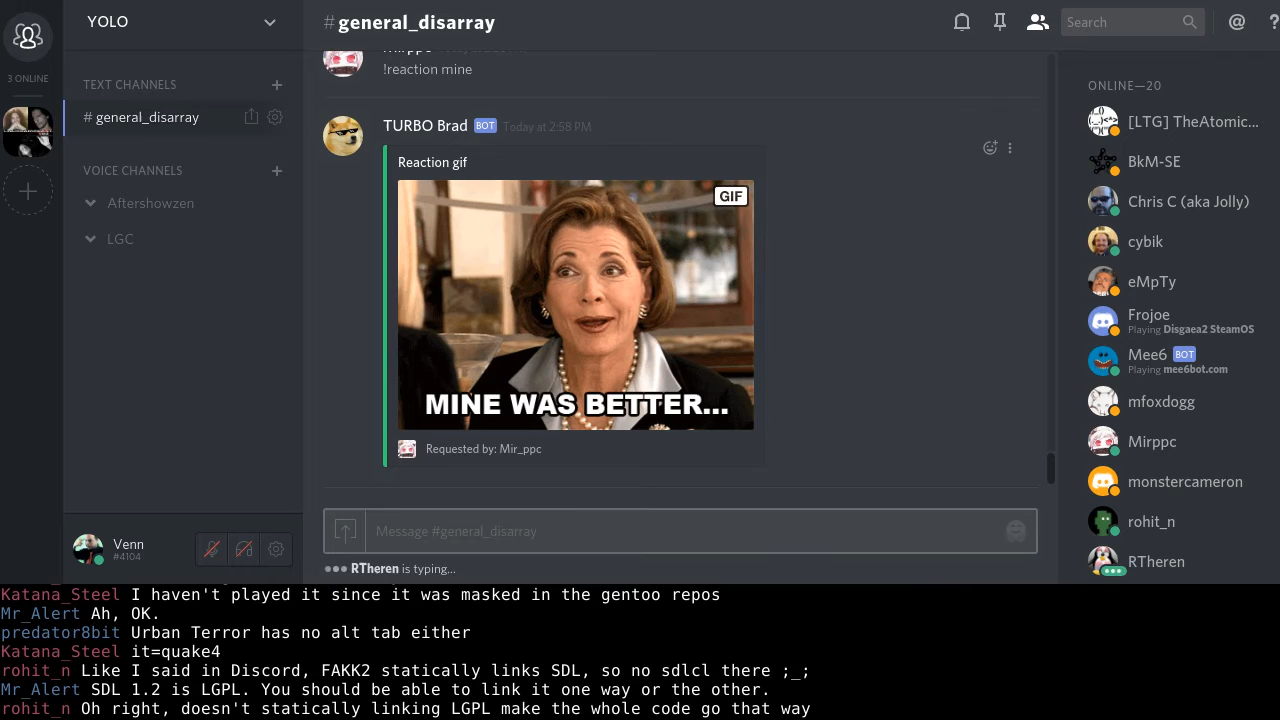 YOLO
3 ONLINE
TEXT CHANNELS
# general_disarray
VOICE CHANNELS
Aftershowzen
LGC
Venn
#4104
#general_disarray
Search
!reaction mine
TURBO Brad BOT Today at 2:58 PM
Reaction gif
GIF
MINE WAS BETTER...
Requested by: Mir_ppc
Message #general_disarray
RTheren is typing...
ONLINE—20
[LTG] TheAtomic...
BkM-SE
Chris C (aka Jolly)
cybik
eMpTy
Frojoe
Playing Disgaea2 SteamOS
Mee6 BOT
Playing mee6bot.com
mfoxdogg
Mirppc
monstercameron
rohit_n
RTheren
Katana_Steel I haven't played it since it was masked in the gentoo repos
Mr_Alert Ah, OK.
predator8bit Urban Terror has no alt tab either
Katana_Steel it=quake4
rohit_n Like I said in Discord, FAKK2 statically links SDL, so no sdlcl there ;_;
Mr_Alert SDL 1.2 is LGPL. You should be able to link it one way or the other.
rohit_n Oh right, doesn't statically linking LGPL make the whole code go that way